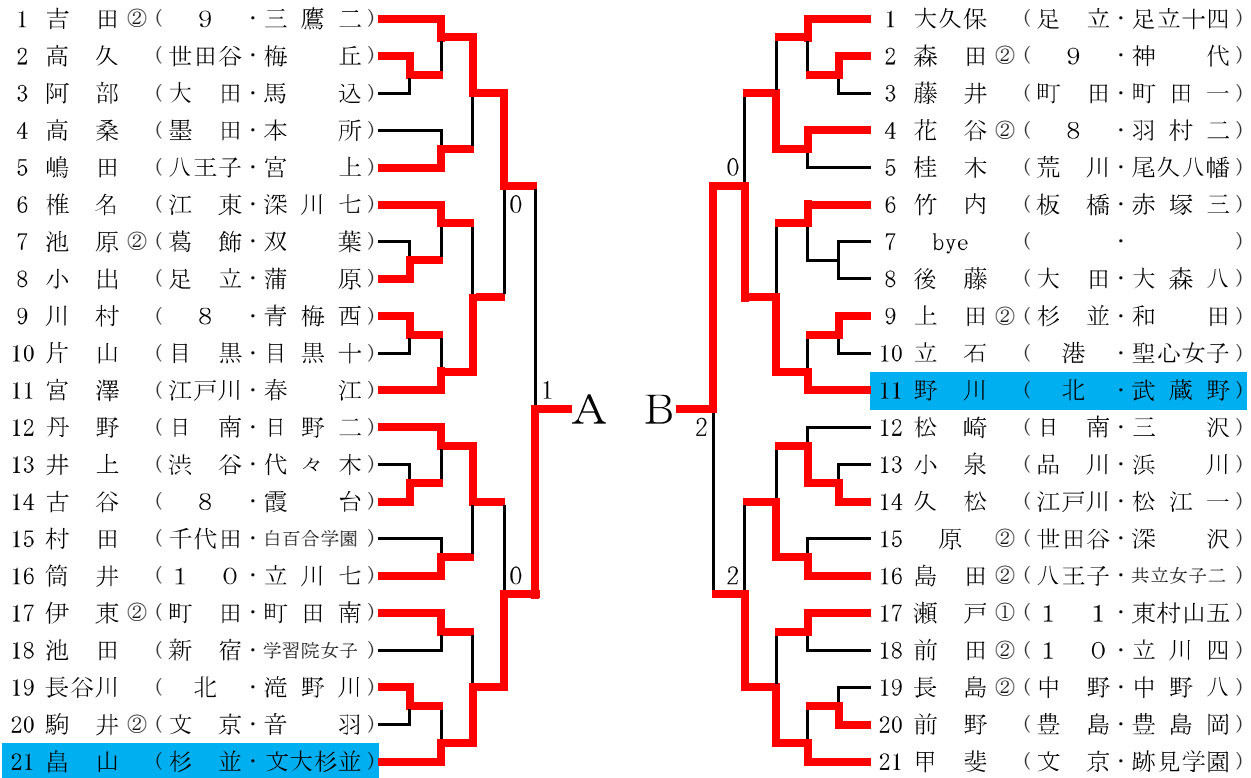 1 吉 田 ② ( 9 ・ 三 鷹 二 )
2 高 久 ( 世田谷 ・ 梅 丘 )
3 阿 部 ( 大 田 ・ 馬 込 )
4 高 桑 ( 墨 田 ・ 本 所 )
5 嶋 田 ( 八王子 ・ 宮 上 )
6 椎 名 ( 江 東 ・ 深 川 七 )
7 池 原 ② ( 葛 飾 ・ 双 葉 )
8 小 出 ( 足 立 ・ 蒲 原 )
9 川 村 ( 8 ・ 青 梅 西 )
10 片 山 ( 目 黒 ・ 目 黒 十 )
11 宮 澤 ( 江戸川 ・ 春 江 )
12 丹 野 ( 日 南 ・ 日 野 二 )
13 井 上 ( 渋 谷 ・ 代 々 木 )
14 古 谷 ( 8 ・ 霞 台 )
15 村 田 ( 千代田 ・ 白百合学園 )
16 筒 井 ( 1 0 ・ 立 川 七 )
17 伊 東 ② ( 町 田 ・ 町 田 南 )
18 池 田 ( 新 宿 ・ 学習院女子 )
19 長谷川 ( 北 ・ 滝 野 川 )
20 駒 井 ② ( 文 京 ・ 音 羽 )
21 畠 山 ( 杉 並 ・ 文大杉並 )
0
1
0
A
B
0
2
2
1 大久保 ( 足 立 ・ 足立十四 )
2 森 田 ② ( 9 ・ 神 代 )
3 藤 井 ( 町 田 ・ 町 田 一 )
4 花 谷 ② ( 8 ・ 羽 村 二 )
5 桂 木 ( 荒 川 ・ 尾久八幡 )
6 竹 内 ( 板 橋 ・ 赤 塚 三 )
7 bye ( ・ )
8 後 藤 ( 大 田 ・ 大 森 八 )
9 上 田 ② ( 杉 並 ・ 和 田 )
10 立 石 ( 港 ・ 聖心女子 )
11 野 川 ( 北 ・ 武 蔵 野 )
12 松 崎 ( 日 南 ・ 三 沢 )
13 小 泉 ( 品 川 ・ 浜 川 )
14 久 松 ( 江戸川 ・ 松 江 一 )
15 原 ② ( 世田谷 ・ 深 沢 )
16 島 田 ② ( 八王子 ・ 共立女子二 )
17 瀬 戸 ① ( 1 1 ・ 東村山五 )
18 前 田 ② ( 1 0 ・ 立 川 四 )
19 長 島 ② ( 中 野 ・ 中 野 八 )
20 前 野 ( 豊 島 ・ 豊 島 岡 )
21 甲 斐 ( 文 京 ・ 跡見学園 )